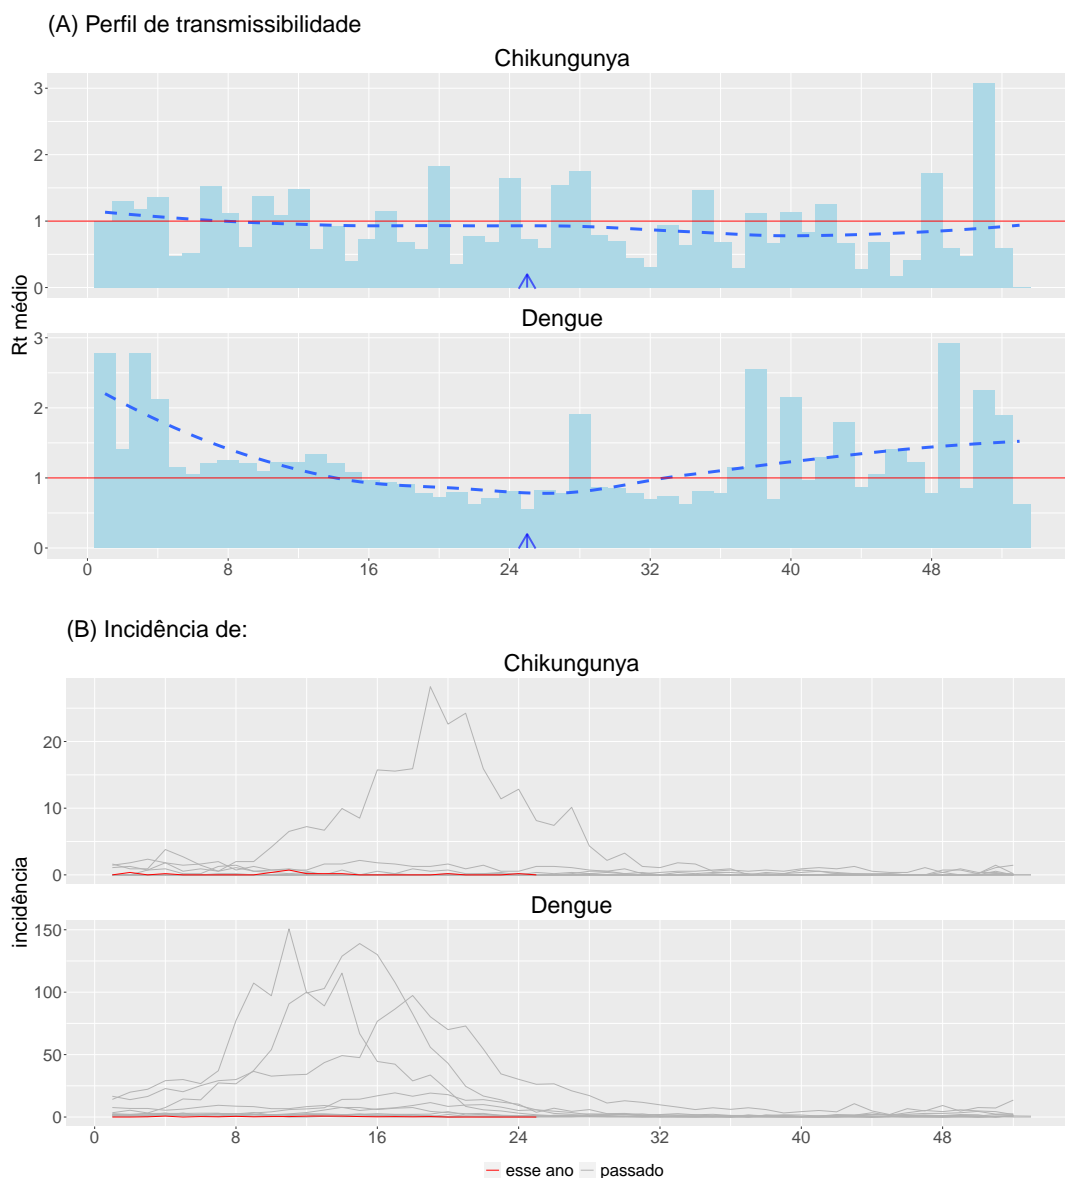 (A) Perfil de transmissibilidade
Chikungunya
3
2
1
0
Dengue
3
2
1
0
Rt médio
0 8 16 24 32 40 48
(B) Incidência de:
Chikungunya
20
10
0
Dengue
150
100
50
0
incidência
0 8 16 24 32 40 48
esse ano passado